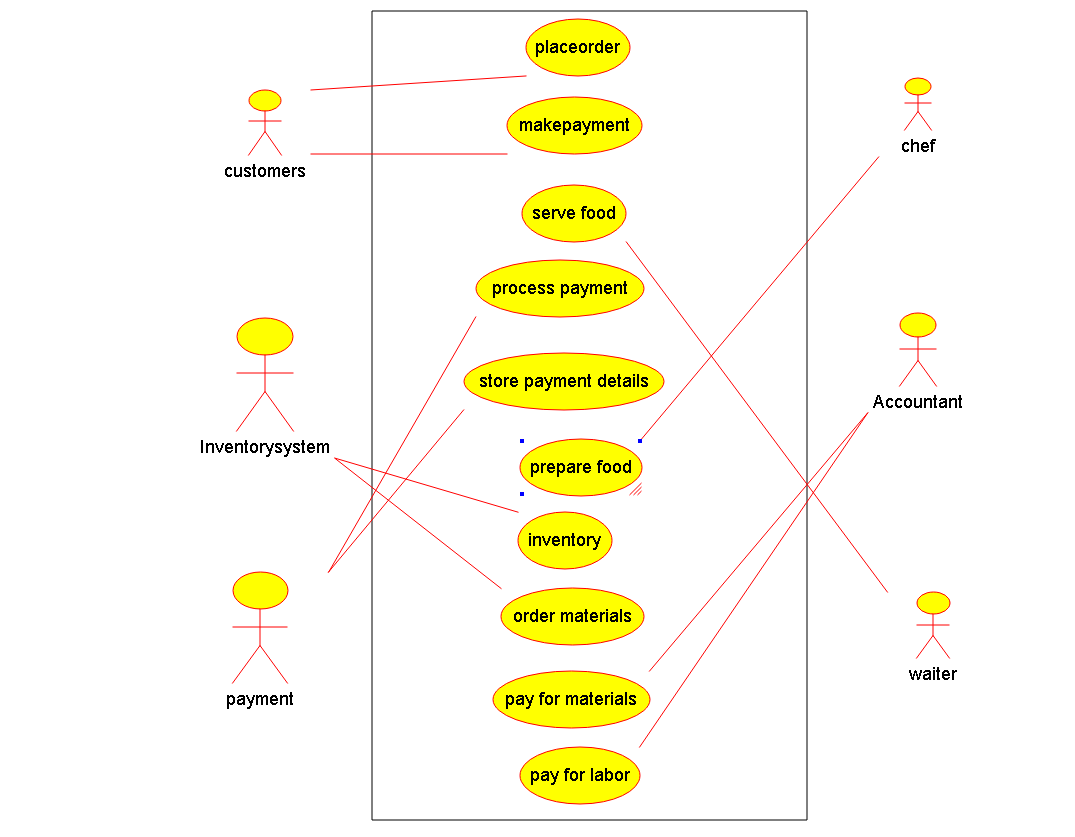 placeorder
makepayment
customers
chef
serve food
process payment
store payment details
Accountant
Inventorysystem
prepare food
inventory
order materials
payment
waiter
pay for materials
pay for labor